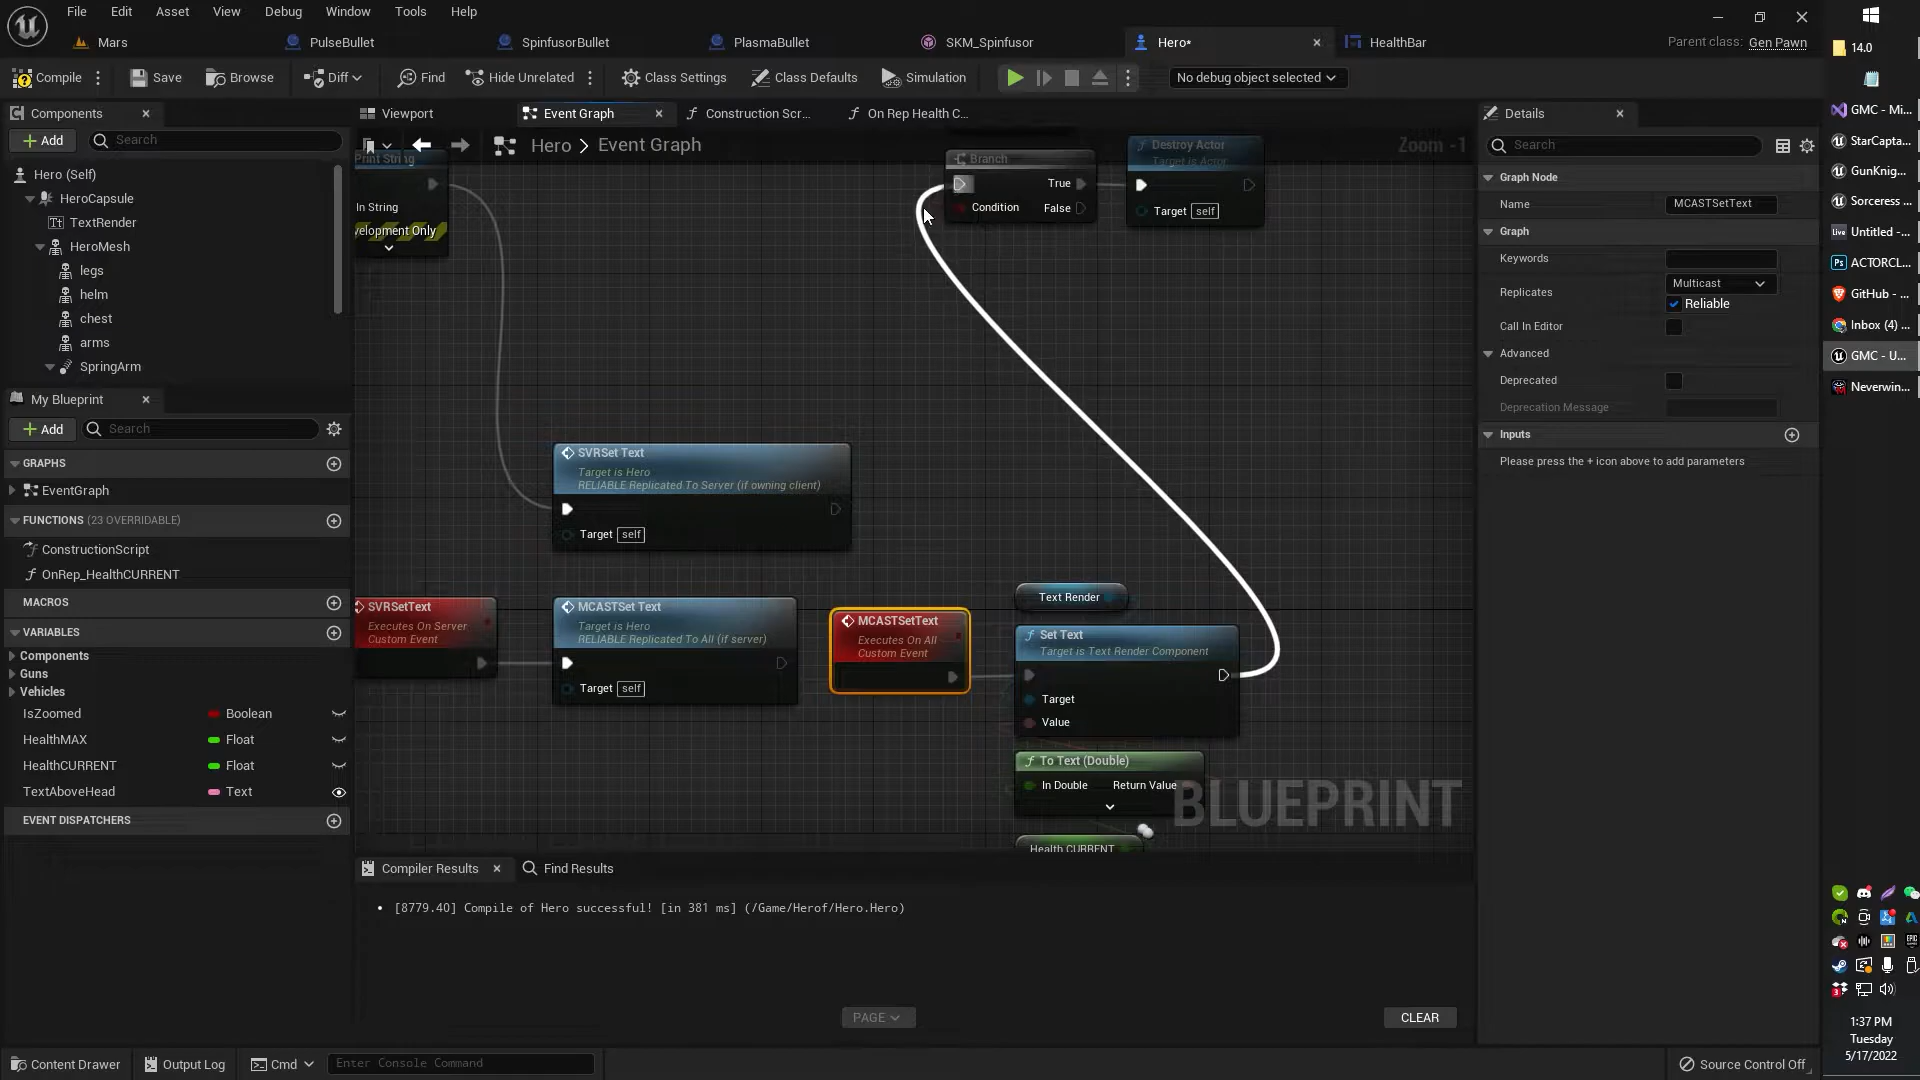 File Edit Asset View Debug Window Tools Help
Mars PulseBullet SpinfusorBullet PlasmaBullet SKM_Spinfusor Hero* HealthBar Parent class: Gen Pawn
Compile Save Browse Diff Find Hide Unrelated Class Settings Class Defaults Simulation No debug object selected
14.0
Components
Add Search
Hero (Self)
HeroCapsule
TextRender
HeroMesh
legs
helm
chest
arms
SpringArm
My Blueprint
Add Search
GRAPHS
EventGraph
FUNCTIONS (23 OVERRIDABLE)
ConstructionScript
OnRep_HealthCURRENT
MACROS
VARIABLES
Components
Guns
Vehicles
IsZoomed Boolean
HealthMAX Float
HealthCURRENT Float
TextAboveHead Text
EVENT DISPATCHERS
Viewport Event Graph Construction Scr... On Rep Health C...
Hero > Event Graph Zoom -1
Print String
In String
velopment Only
Branch
True
Condition False
Destroy Actor
Target is Actor
Target self
SVRSet Text
Target is Hero
RELIABLE Replicated To Server (if owning client)
Target self
SVRSetText
Executes On Server
Custom Event
MCASTSet Text
Target is Hero
RELIABLE Replicated To All (if server)
Target self
MCASTSetText
Executes On All
Custom Event
Text Render
Set Text
Target is Text Render Component
Target
Value
To Text (Double)
In Double Return Value
Health CURRENT
BLUEPRINT
Compiler Results Find Results
[8779.40] Compile of Hero successful! [in 381 ms] (/Game/Herof/Hero.Hero)
PAGE CLEAR
Details
Search
Graph Node
Name MCASTSetText
Graph
Keywords
Replicates Multicast
Reliable
Call In Editor
Advanced
Deprecated
Deprecation Message
Inputs
Please press the + icon above to add parameters
GMC - Mi...
StarCapta...
GunKnig...
Sorceress ...
Live Untitled -...
Ps ACTORCL...
GitHub - ...
Inbox (4) ...
GMC - U...
Neverwin...
1:37 PM
Tuesday
5/17/2022
Content Drawer Output Log Cmd Enter Console Command Source Control Off